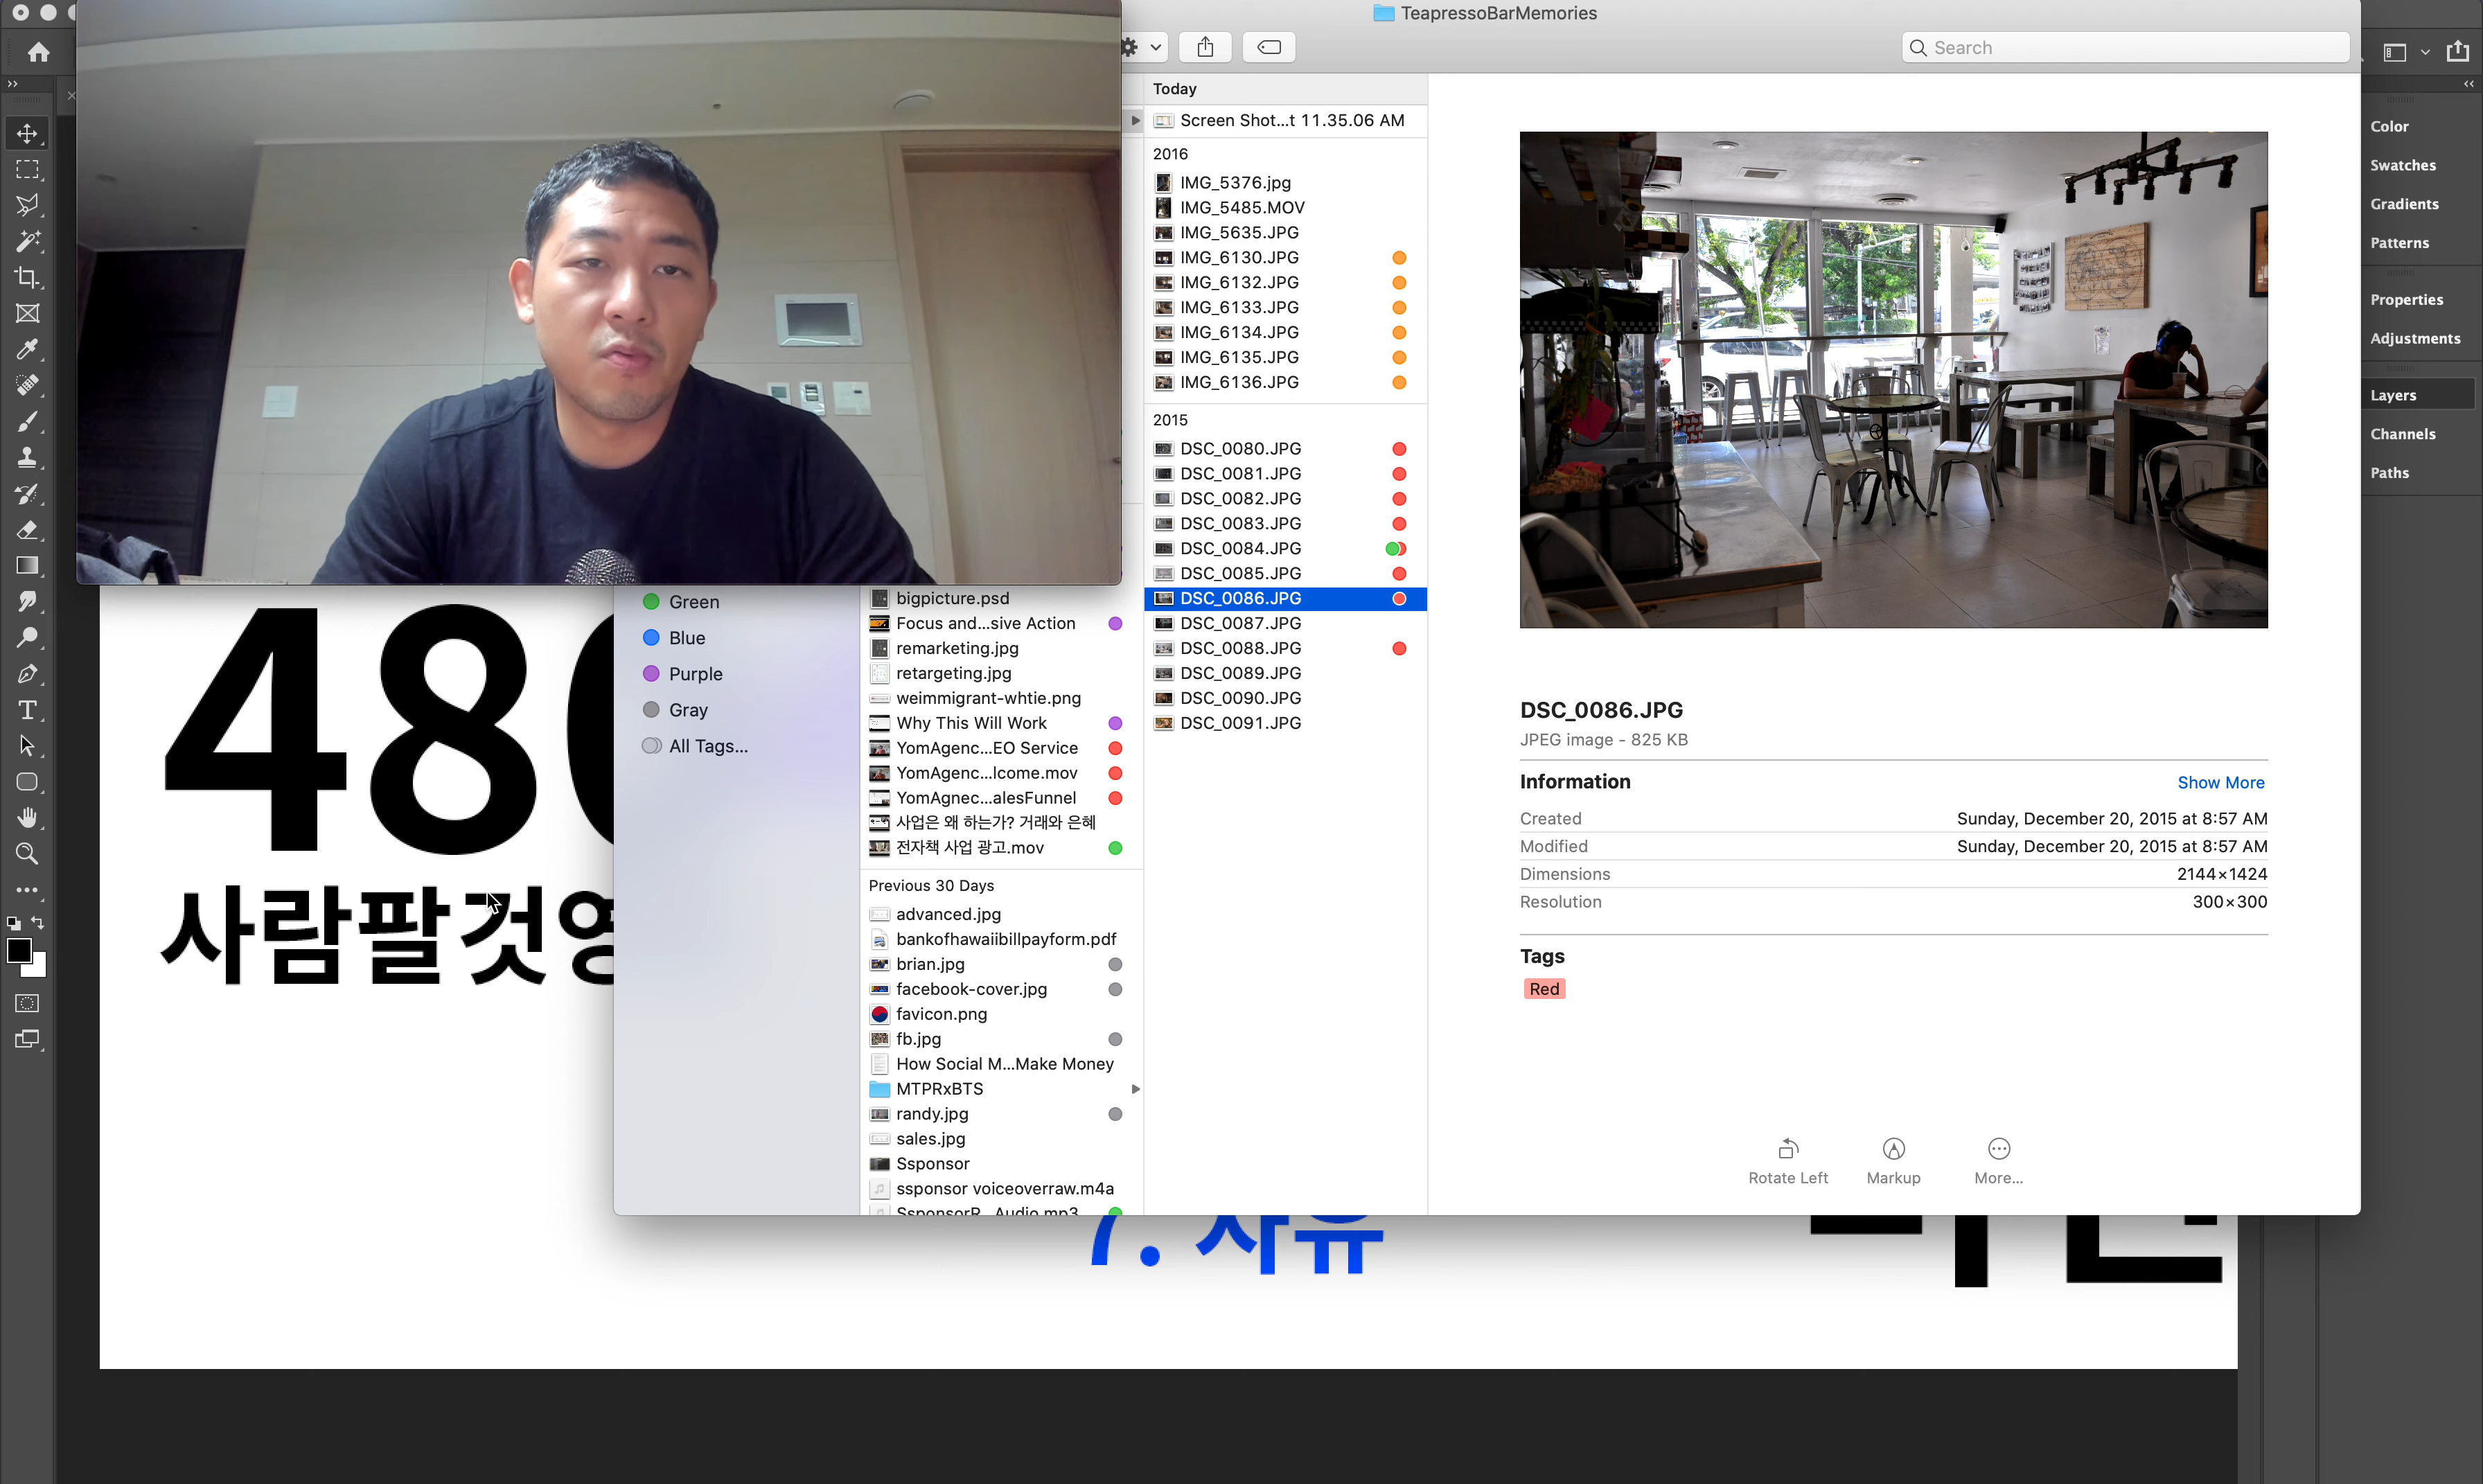 TeapressoBarMemories
Search
Today
Screen Shot...t 11.35.06 AM
2016
IMG_5376.jpg
IMG_5485.MOV
IMG_5635.JPG
IMG_6130.JPG
IMG_6132.JPG
IMG_6133.JPG
IMG_6134.JPG
IMG_6135.JPG
IMG_6136.JPG
2015
DSC_0080.JPG
DSC_0081.JPG
DSC_0082.JPG
DSC_0083.JPG
DSC_0084.JPG
DSC_0085.JPG
DSC_0086.JPG
DSC_0087.JPG
DSC_0088.JPG
DSC_0089.JPG
DSC_0090.JPG
DSC_0091.JPG
Green
Blue
Purple
Gray
All Tags...
bigpicture.psd
Focus and...sive Action
remarketing.jpg
retargeting.jpg
weimmigrant-whtie.png
Why This Will Work
YomAgenc...EO Service
YomAgenc...lcome.mov
YomAgnec...alesFunnel
사업은 왜 하는가? 거래와 은혜
전자책 사업 광고.mov
Previous 30 Days
advanced.jpg
bankofhawaiibillpayform.pdf
brian.jpg
facebook-cover.jpg
favicon.png
fb.jpg
How Social M...Make Money
MTPRxBTS
randy.jpg
sales.jpg
Ssponsor
ssponsor voiceoverraw.m4a
SsponsorR...Audio.mp3
DSC_0086.JPG
JPEG image - 825 KB
Information
Show More
Created Sunday, December 20, 2015 at 8:57 AM
Modified Sunday, December 20, 2015 at 8:57 AM
Dimensions 2144×1424
Resolution 300×300
Tags
Red
Rotate Left
Markup
More...
Color
Swatches
Gradients
Patterns
Properties
Adjustments
Layers
Channels
Paths
48
사람팔것
7. 자유